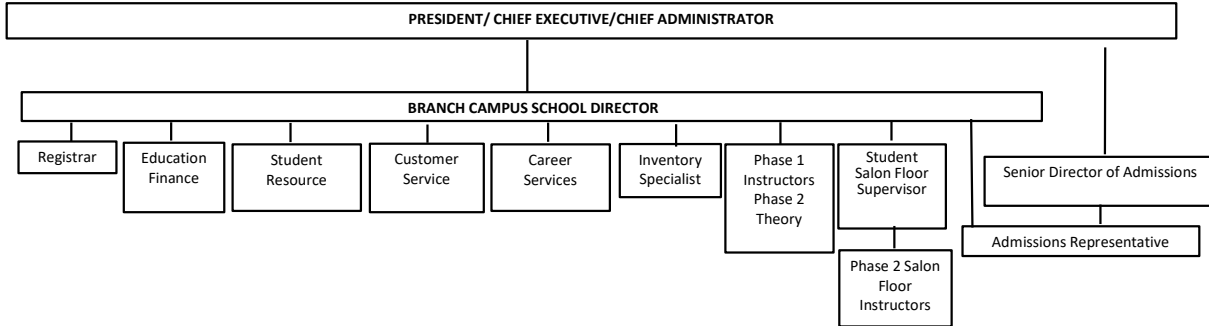 PRESIDENT/ CHIEF EXECUTIVE/CHIEF ADMINISTRATOR
BRANCH CAMPUS SCHOOL DIRECTOR
Registrar
Education
Finance
Student
Resource
Customer
Service
Career
Services
Inventory
Specialist
Phase 1
Instructors
Phase 2
Theory
Student
Salon Floor
Supervisor
Senior Director of Admissions
Admissions Representative
Phase 2 Salon
Floor
Instructors